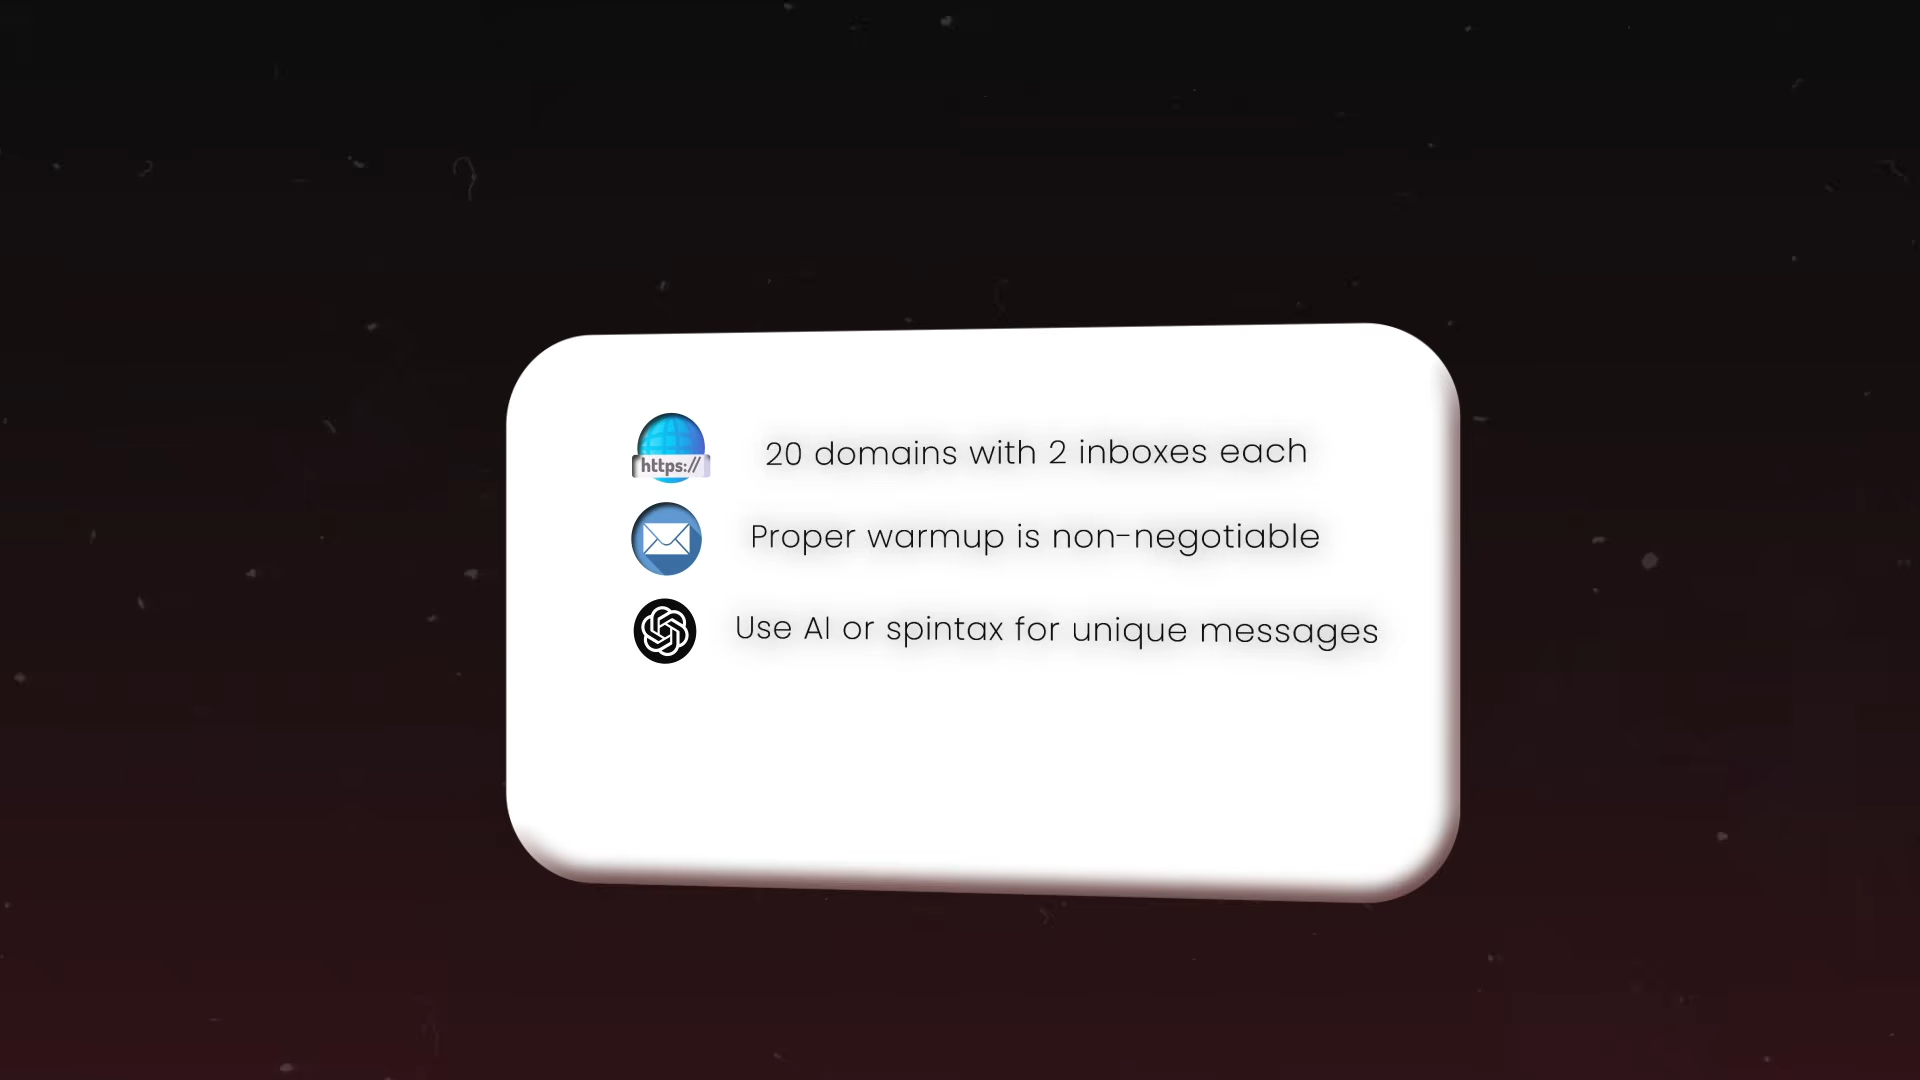 https://
20 domains with 2 inboxes each
Proper warmup is non-negotiable
Use AI or spintax for unique messages